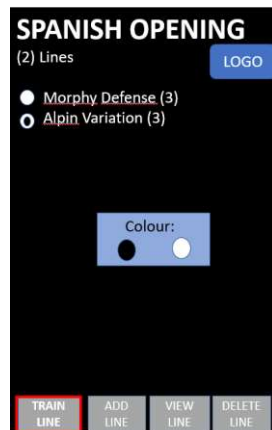 SPANISH OPENING
(2) Lines
LOGO
Morphy Defense (3)
Alpin Variation (3)
Colour:
TRAIN LINE
ADD LINE
VIEW LINE
DELETE LINE